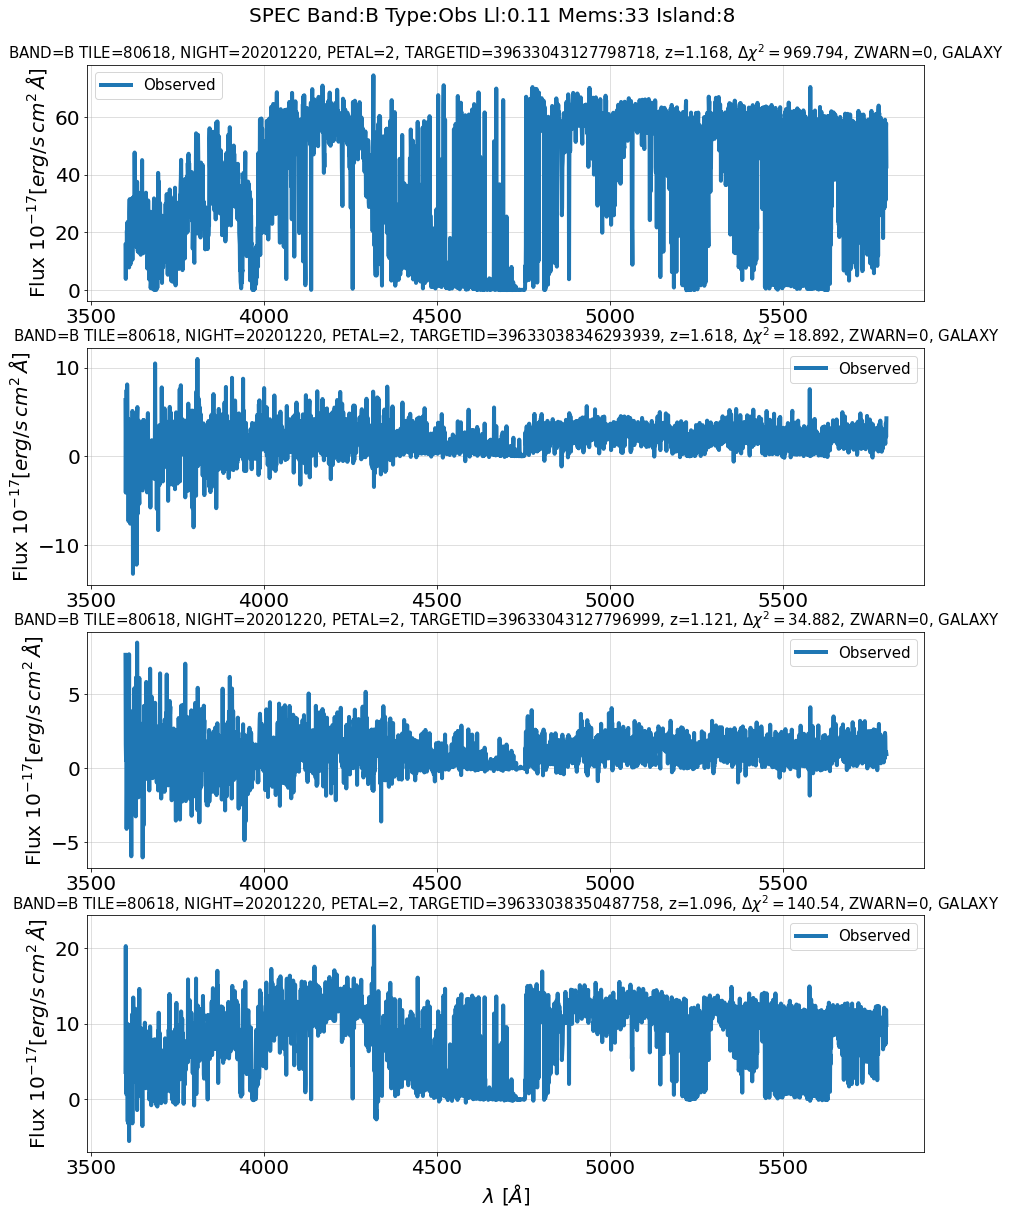 SPEC Band:B Type:Obs Ll:0.11 Mems:33 Island:8
BAND=B TILE=80618, NIGHT=20201220, PETAL=2, TARGETID=39633043127798718, z=1.168, Δχ² = 969.794, ZWARN=0, GALAXY
Flux 10⁻¹⁷[erg/s cm² Å]
60
40
20
0
Observed
3500 4000 4500 5000 5500
BAND=B TILE=80618, NIGHT=20201220, PETAL=2, TARGETID=39633038346293939, z=1.618, Δχ² = 18.892, ZWARN=0, GALAXY
Flux 10⁻¹⁷[erg/s cm² Å]
10
0
−10
Observed
3500 4000 4500 5000 5500
BAND=B TILE=80618, NIGHT=20201220, PETAL=2, TARGETID=39633043127796999, z=1.121, Δχ² = 34.882, ZWARN=0, GALAXY
Flux 10⁻¹⁷[erg/s cm² Å]
5
0
−5
Observed
3500 4000 4500 5000 5500
BAND=B TILE=80618, NIGHT=20201220, PETAL=2, TARGETID=39633038350487758, z=1.096, Δχ² = 140.54, ZWARN=0, GALAXY
Flux 10⁻¹⁷[erg/s cm² Å]
20
10
0
Observed
3500 4000 4500 5000 5500
λ [Å]